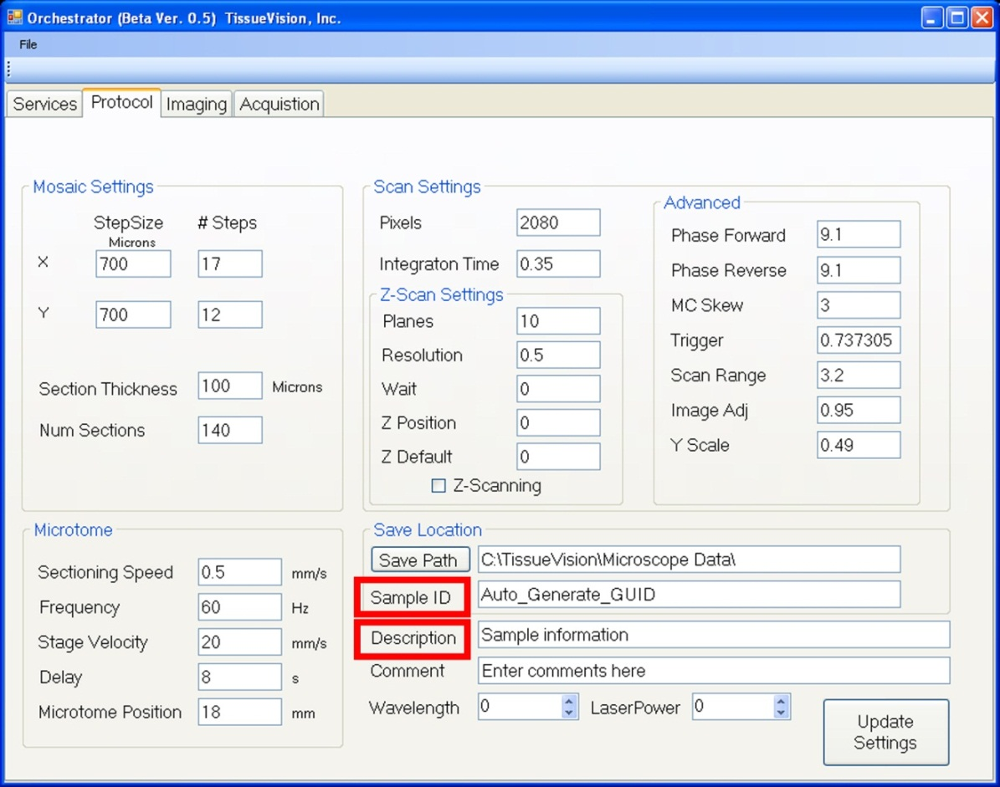 Orchestrator (Beta Ver. 0.5) TissueVision, Inc.
File
Services Protocol Imaging Acquistion
Mosaic Settings
StepSize # Steps
Microns
X 700 17
Y 700 12
Section Thickness 100 Microns
Num Sections 140
Scan Settings
Pixels 2080
Integraton Time 0.35
Z-Scan Settings
Planes 10
Resolution 0.5
Wait 0
Z Position 0
Z Default 0
Z-Scanning
Advanced
Phase Forward 9.1
Phase Reverse 9.1
MC Skew 3
Trigger 0.737305
Scan Range 3.2
Image Adj 0.95
Y Scale 0.49
Microtome
Sectioning Speed 0.5 mm/s
Frequency 60 Hz
Stage Velocity 20 mm/s
Delay 8 s
Microtome Position 18 mm
Save Location
Save Path C:\TissueVision\Microscope Data\
Sample ID Auto_Generate_GUID
Description Sample information
Comment Enter comments here
Wavelength 0 LaserPower 0
Update
Settings